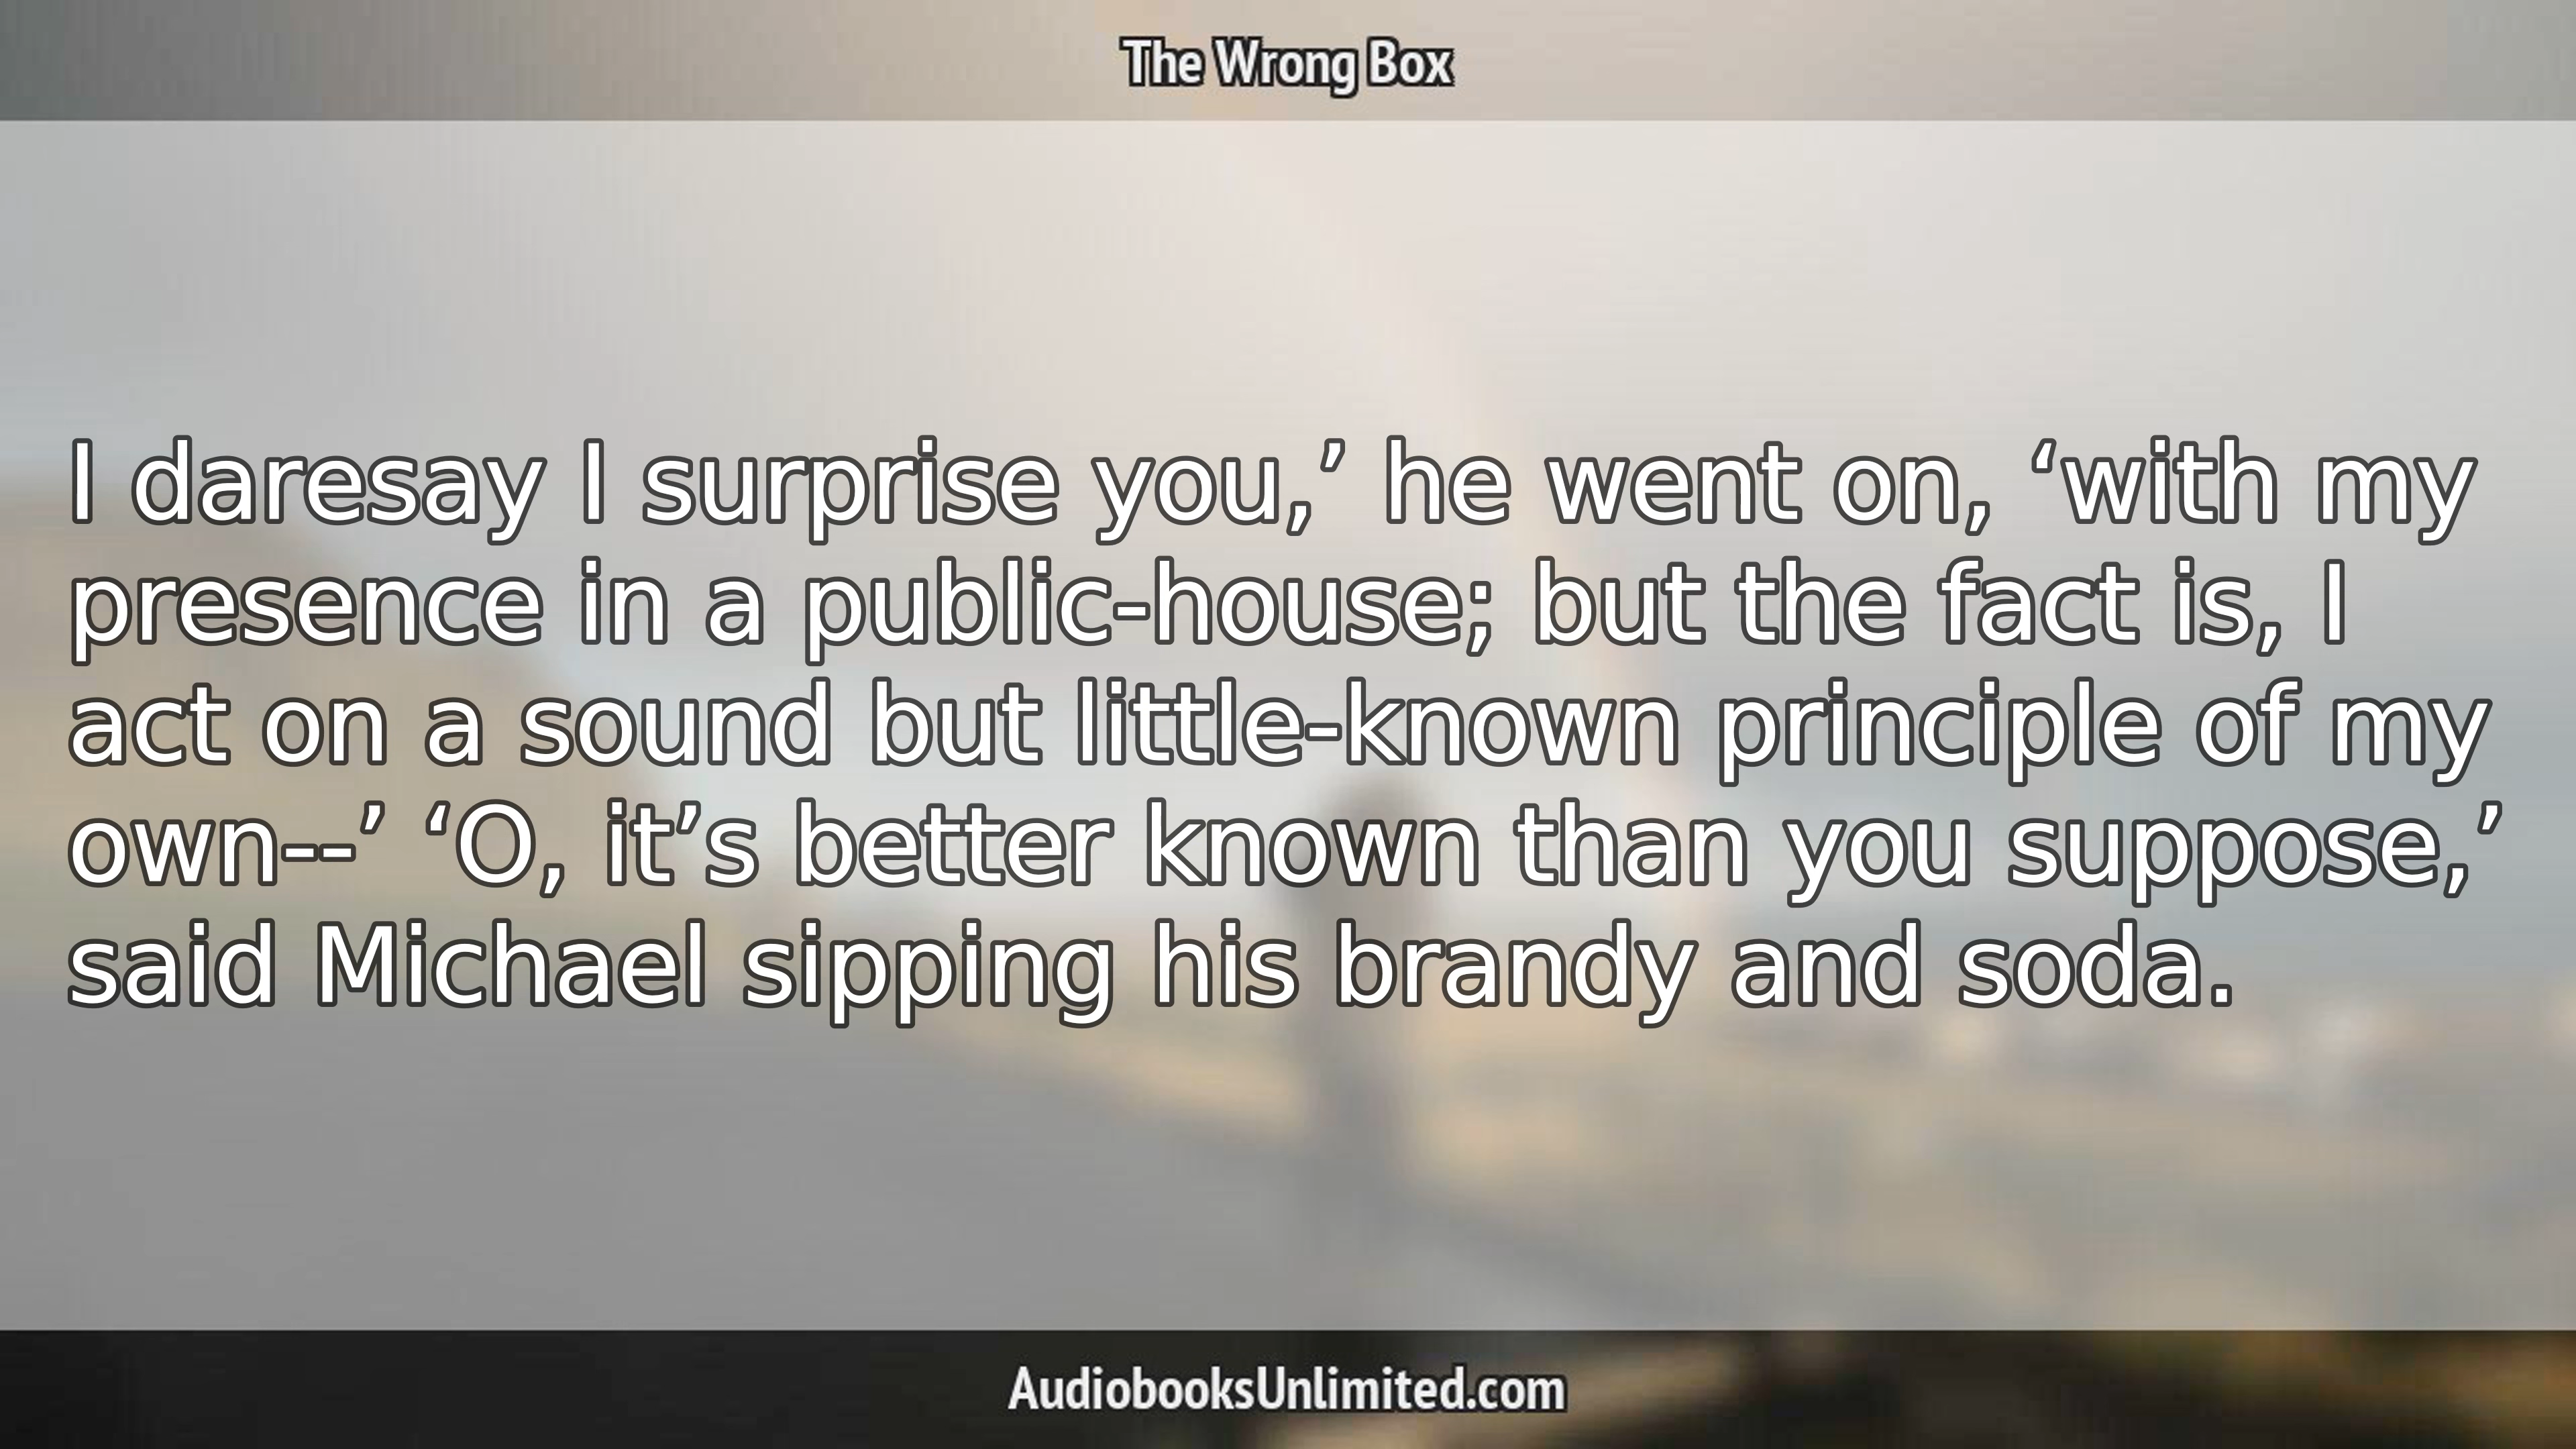 The Wrong Box
I daresay I surprise you,’ he went on, ‘with my
presence in a public-house; but the fact is, I
act on a sound but little-known principle of my
own--’ ‘O, it’s better known than you suppose,’
said Michael sipping his brandy and soda.
AudiobooksUnlimited.com